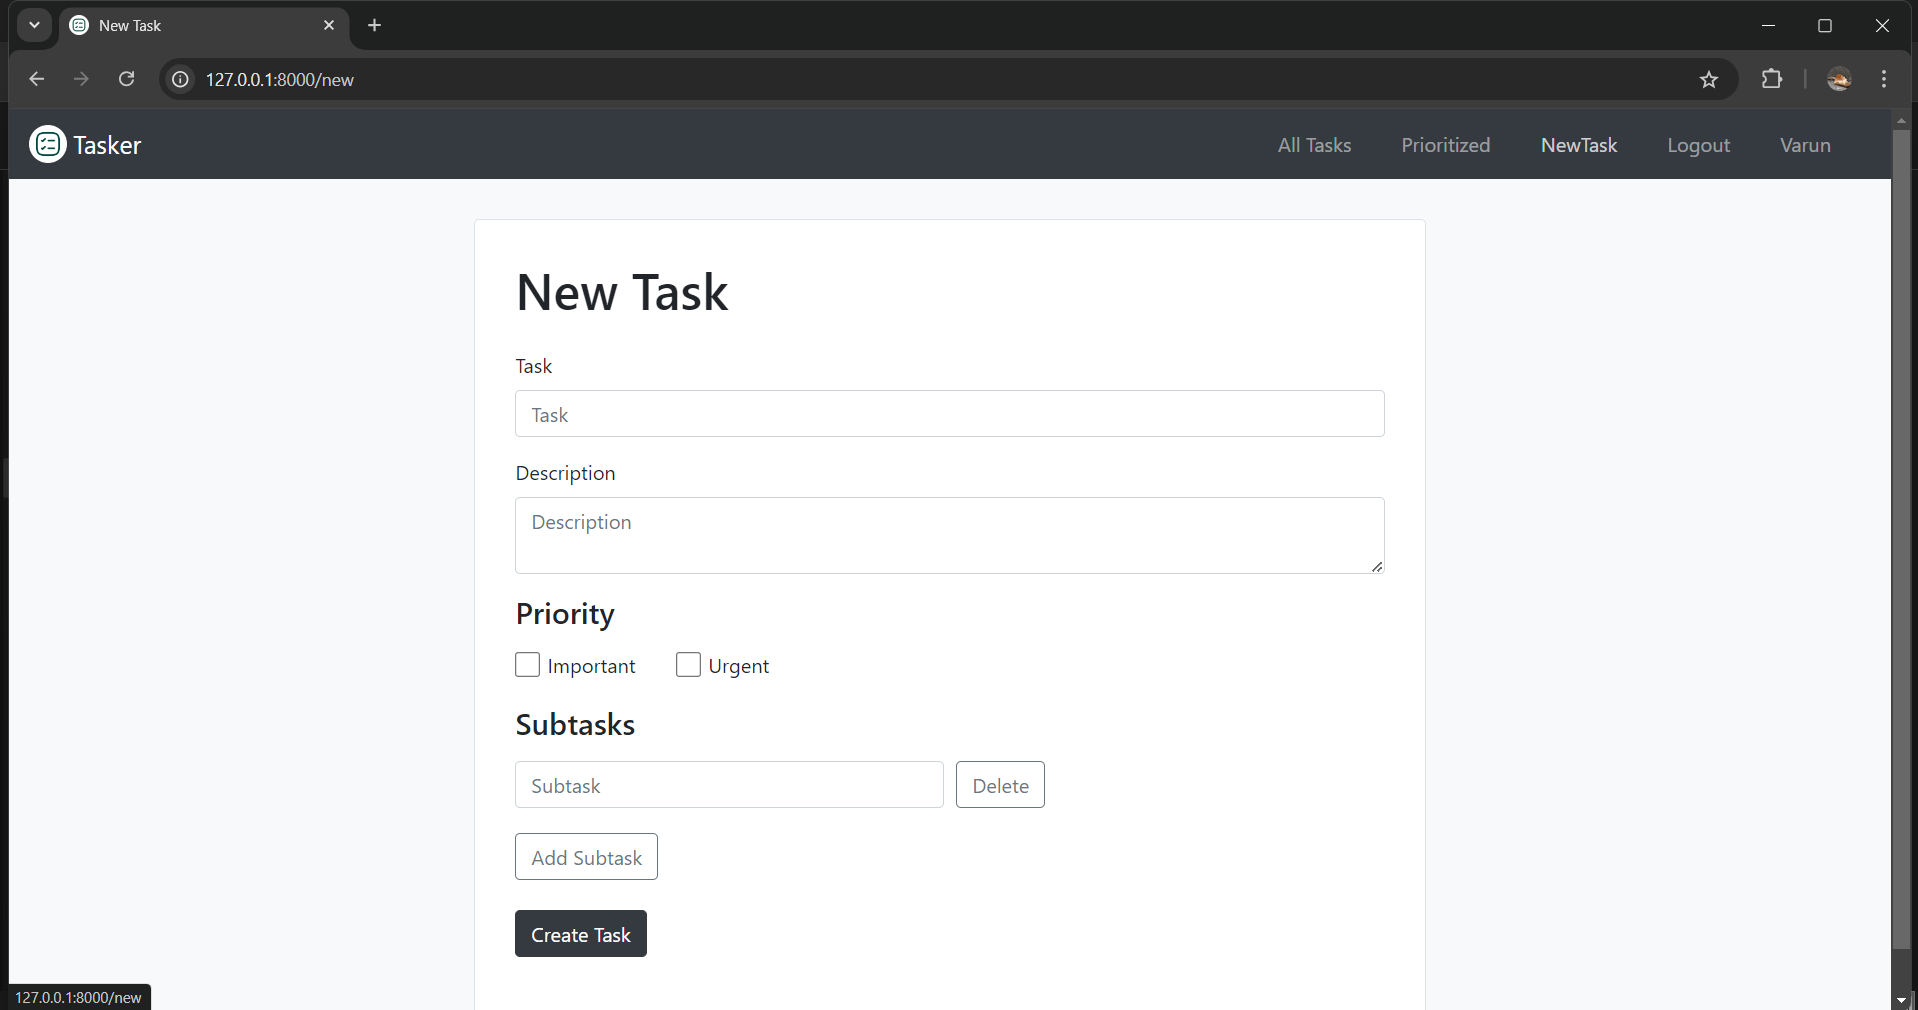 New Task
127.0.0.1:8000/new
Tasker
All Tasks
Prioritized
NewTask
Logout
Varun
New Task
Task
Task
Description
Description
Priority
Important
Urgent
Subtasks
Subtask
Delete
Add Subtask
Create Task
127.0.0.1:8000/new